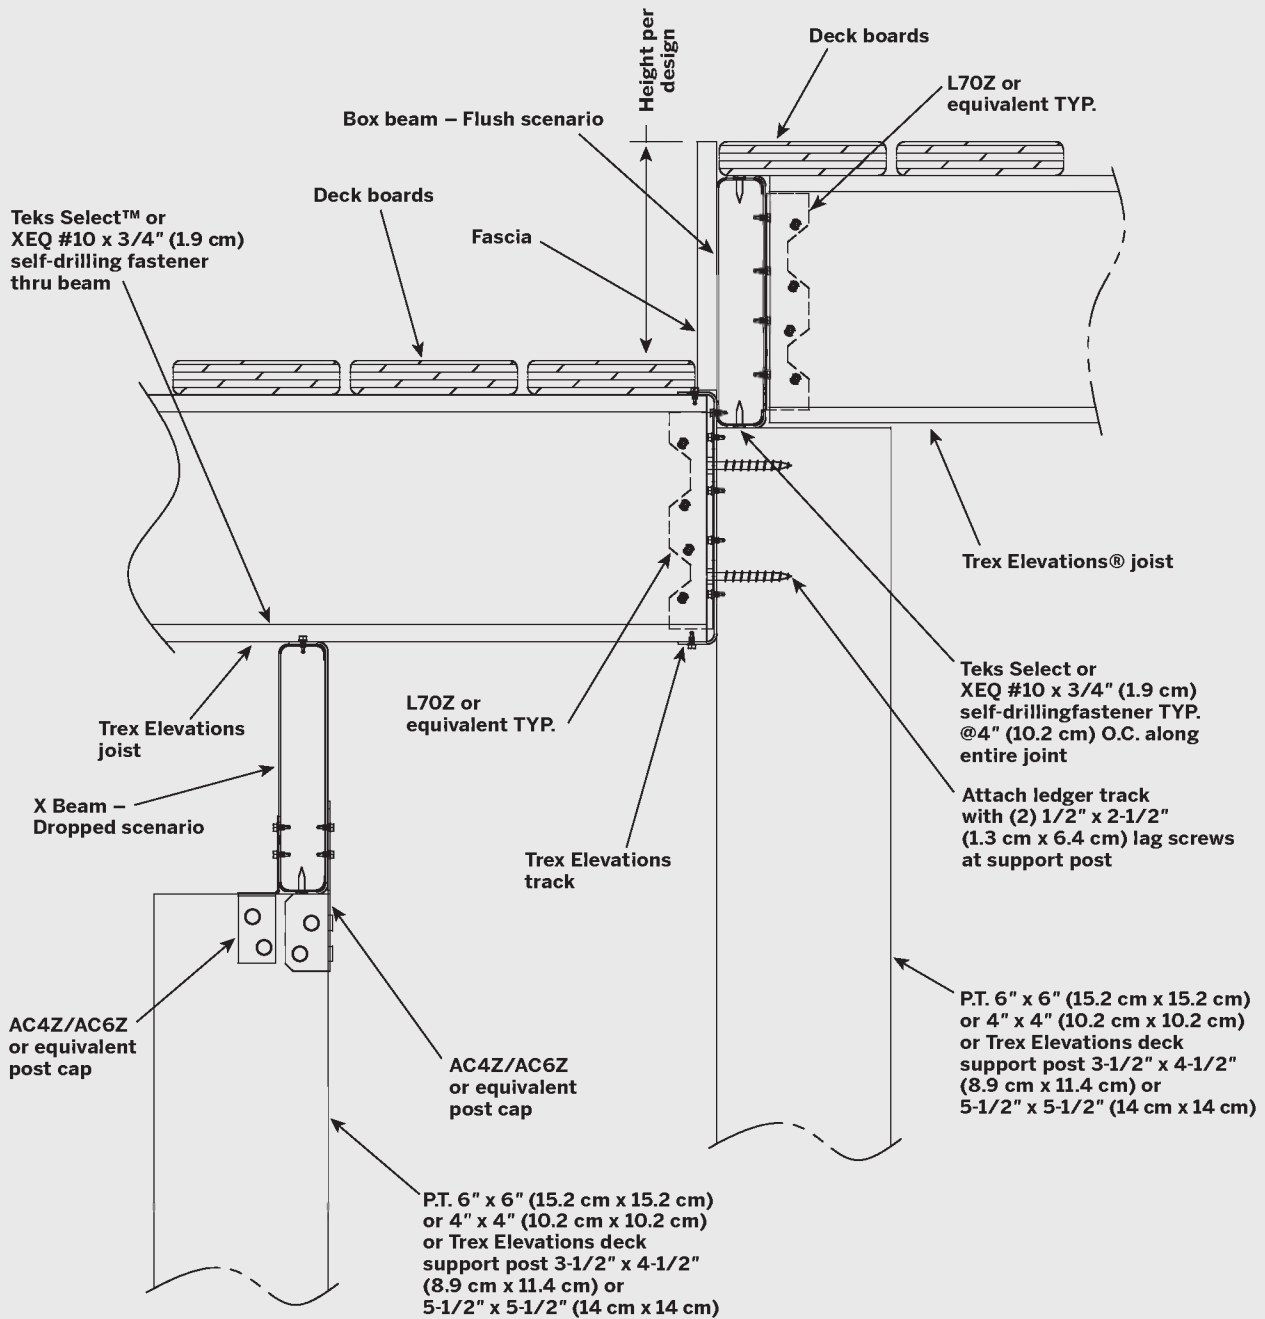 Height per
design
Deck boards
L70Z or
equivalent TYP.
Box beam – Flush scenario
Deck boards
Fascia
Teks Select™ or
XEQ #10 x 3/4" (1.9 cm)
self-drilling fastener
thru beam
Trex Elevations® joist
Teks Select or
XEQ #10 x 3/4" (1.9 cm)
self-drillingfastener TYP.
@4" (10.2 cm) O.C. along
entire joint
L70Z or
equivalent TYP.
Trex Elevations
joist
X Beam –
Dropped scenario
Attach ledger track
with (2) 1/2" x 2-1/2"
(1.3 cm x 6.4 cm) lag screws
at support post
Trex Elevations
track
AC4Z/AC6Z
or equivalent
post cap
AC4Z/AC6Z
or equivalent
post cap
P.T. 6" x 6" (15.2 cm x 15.2 cm)
or 4" x 4" (10.2 cm x 10.2 cm)
or Trex Elevations deck
support post 3-1/2" x 4-1/2"
(8.9 cm x 11.4 cm) or
5-1/2" x 5-1/2" (14 cm x 14 cm)
P.T. 6" x 6" (15.2 cm x 15.2 cm)
or 4" x 4" (10.2 cm x 10.2 cm)
or Trex Elevations deck
support post 3-1/2" x 4-1/2"
(8.9 cm x 11.4 cm) or
5-1/2" x 5-1/2" (14 cm x 14 cm)